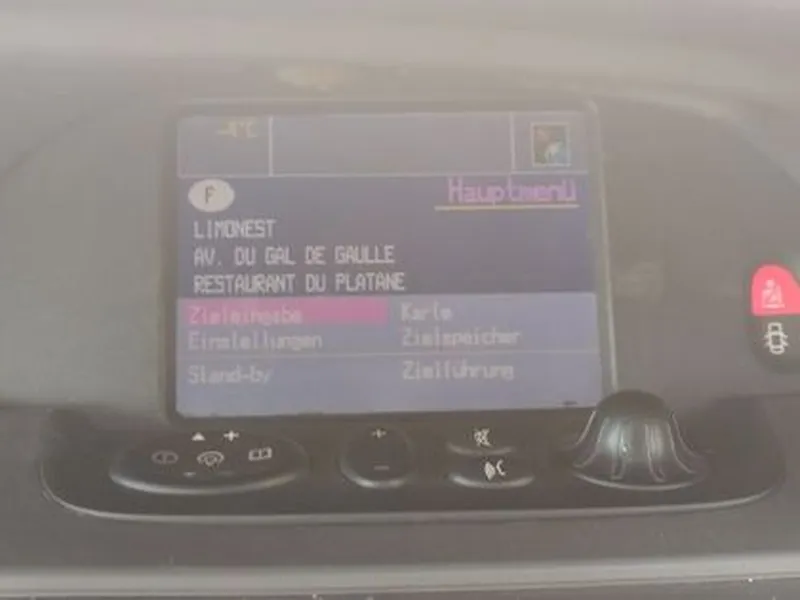 -4°C
F
Hauptmenü
LIMONEST
AV. DU GAL DE GAULLE
RESTAURANT DU PLATANE
Zieleingabe Karte
Einstellungen Zielspeicher
Stand-by Zielführung